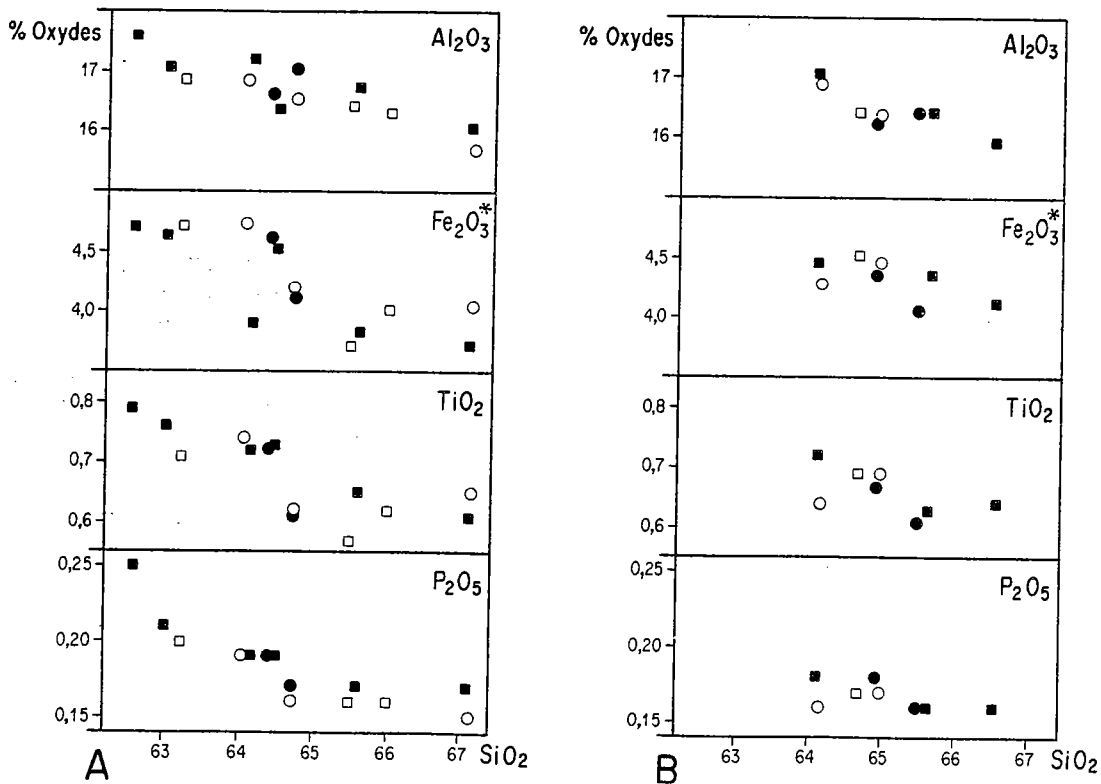 % Oxydes
Al2O3
17
16
Fe2O3*
4,5
4,0
TiO2
0,8
0,7
0,6
P2O5
0,25
0,20
0,15
63 64 65 66 67 SiO2
A
% Oxydes
Al2O3
17
16
Fe2O3*
4,5
4,0
TiO2
0,8
0,7
0,6
P2O5
0,25
0,20
0,15
63 64 65 66 67 SiO2
B